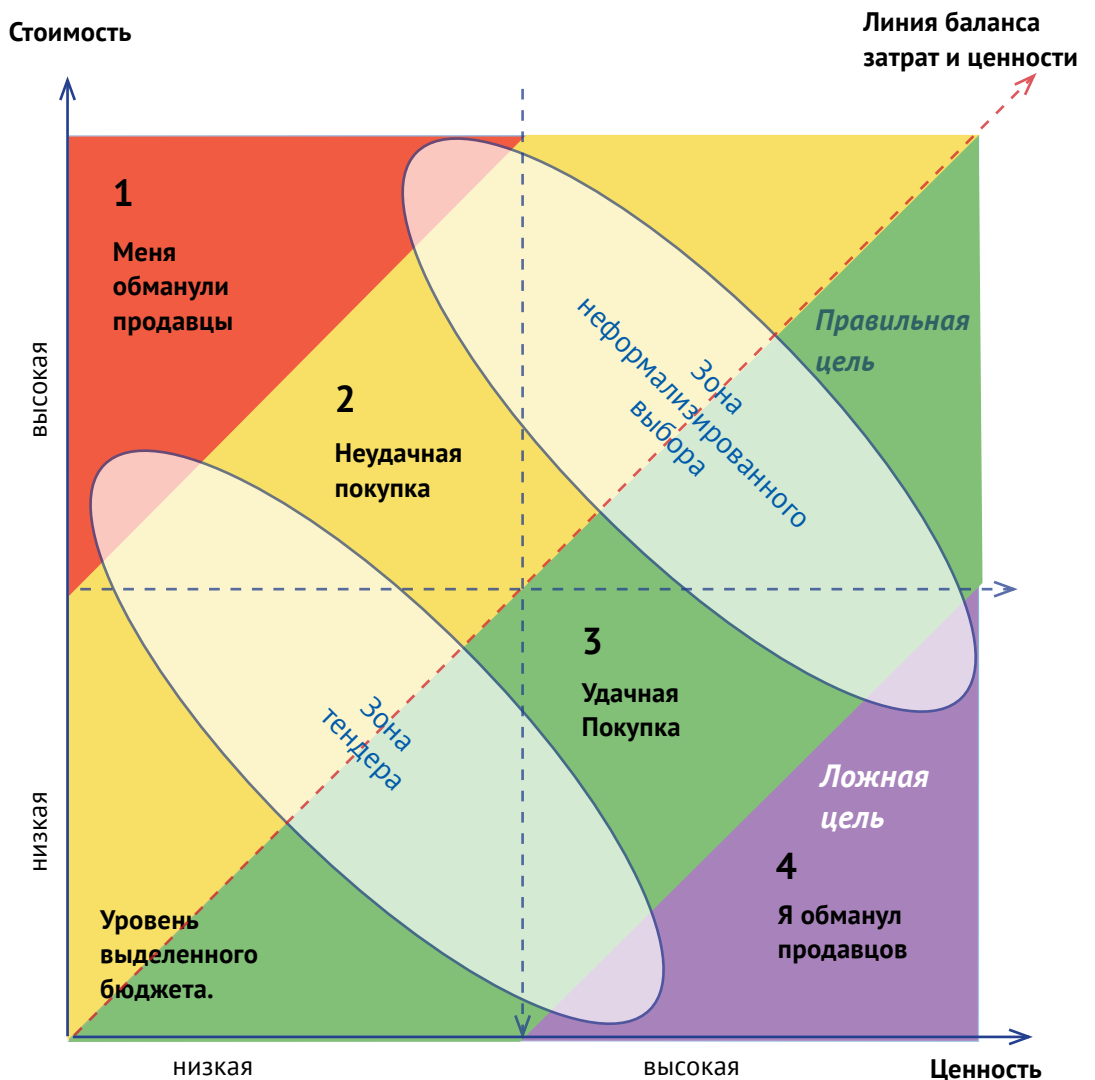 Стоимость
Линия баланса
затрат и ценности
1
Меня
обманули
продавцы
высокая
Зона
неформализированного
выбора
Правильная
цель
2
Неудачная
покупка
3
Удачная
Покупка
Зона
тендера
Ложная
цель
4
Я обманул
продавцов
низкая
Уровень
выделенного
бюджета.
низкая
высокая
Ценность